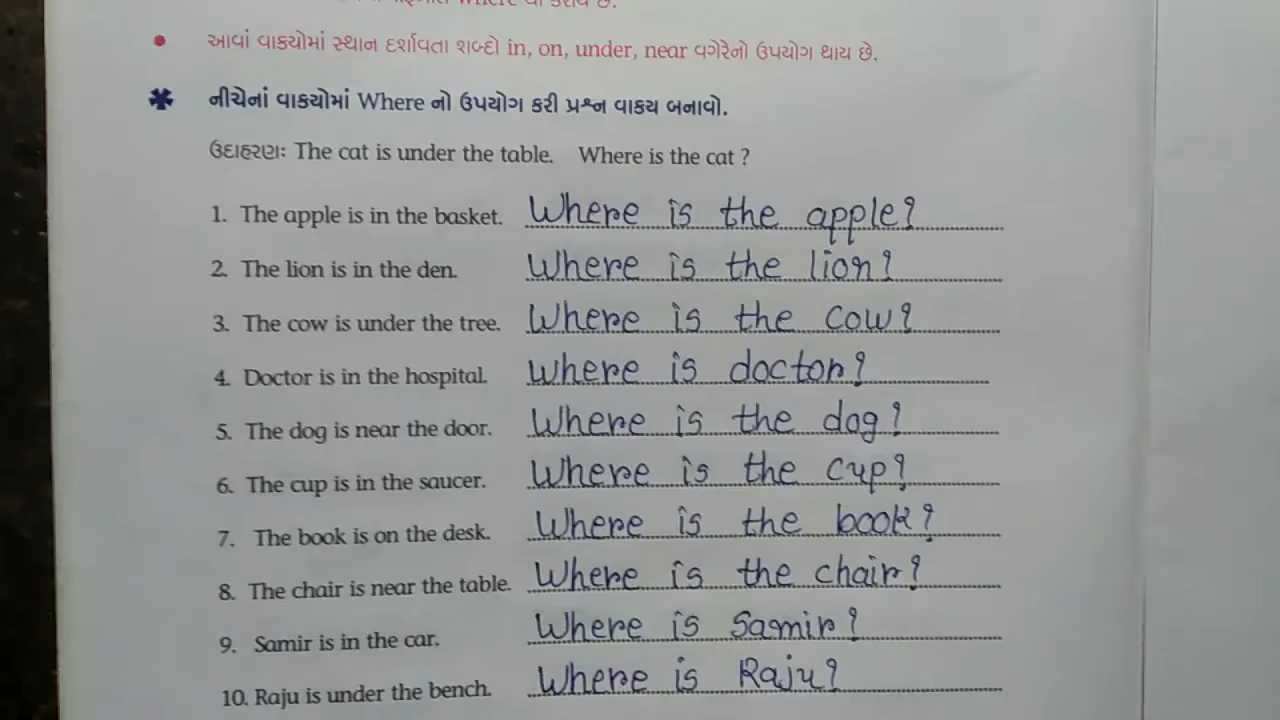 where
છે.
• આવાં વાક્યોમાં સ્થાન દર્શાવતા શબ્દો in, on, under, near વગેરેનો ઉપયોગ થાય છે.
* નીચેનાં વાક્યોમાં Where નો ઉપયોગ કરી પ્રશ્ન વાક્ય બનાવો.
ઉદાહરણઃ The cat is under the table. Where is the cat ?
1. The apple is in the basket. Where is the apple?
2. The lion is in the den. Where is the lion?
3. The cow is under the tree. Where is the cow?
4. Doctor is in the hospital. Where is doctor?
5. The dog is near the door. Where is the dog?
6. The cup is in the saucer. Where is the cup?
7. The book is on the desk. Where is the book?
8. The chair is near the table. Where is the chair?
9. Samir is in the car. Where is Samir?
10. Raju is under the bench. Where is Raju?